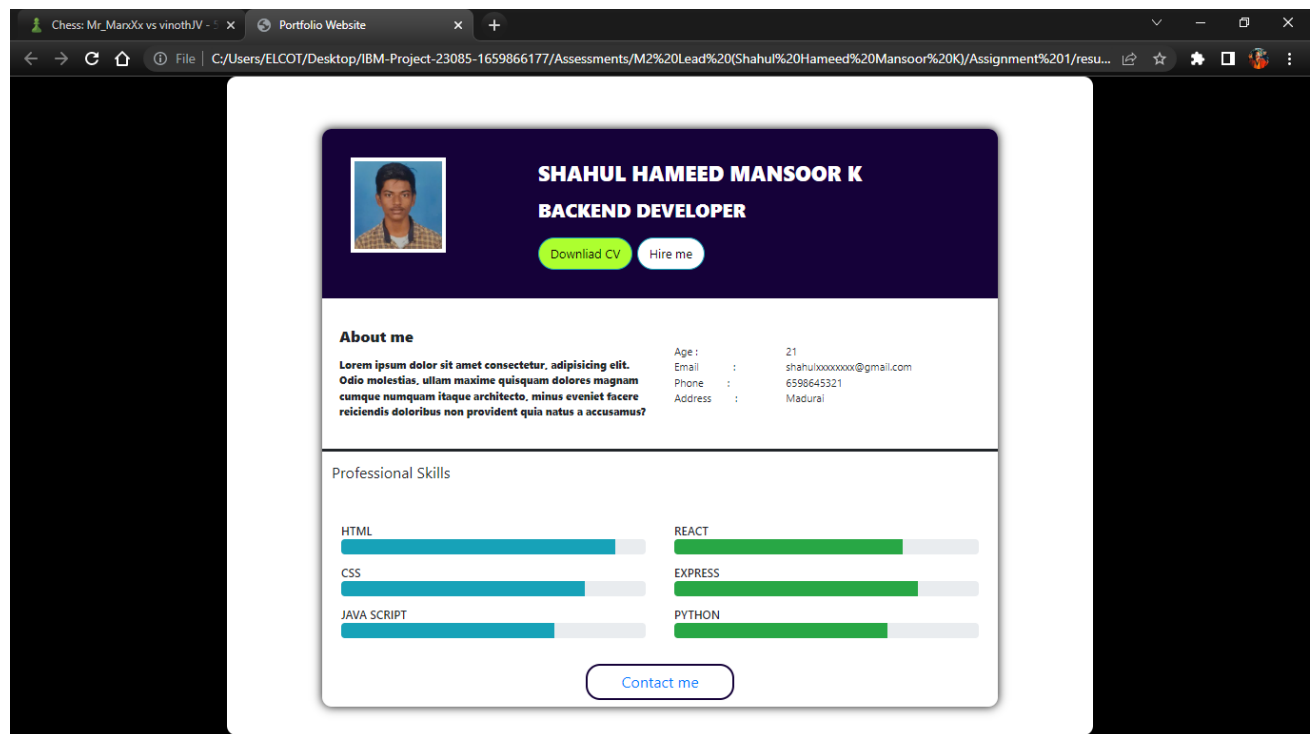 Chess: Mr_MarxXx vs vinothJV - 5
Portfolio Website
File | C:/Users/ELCOT/Desktop/IBM-Project-23085-1659866177/Assessments/M2%20Lead%20(Shahul%20Hameed%20Mansoor%20K)/Assignment%201/resu...
SHAHUL HAMEED MANSOOR K
BACKEND DEVELOPER
Downliad CV
Hire me
About me
Lorem ipsum dolor sit amet consectetur, adipisicing elit.
Odio molestias, ullam maxime quisquam dolores magnam
cumque numquam itaque architecto, minus eveniet facere
reiciendis doloribus non provident quia natus a accusamus?
Age : 21
Email : shahulxxxxxxxx@gmail.com
Phone : 6598645321
Address : Madurai
Professional Skills
HTML
CSS
JAVA SCRIPT
REACT
EXPRESS
PYTHON
Contact me